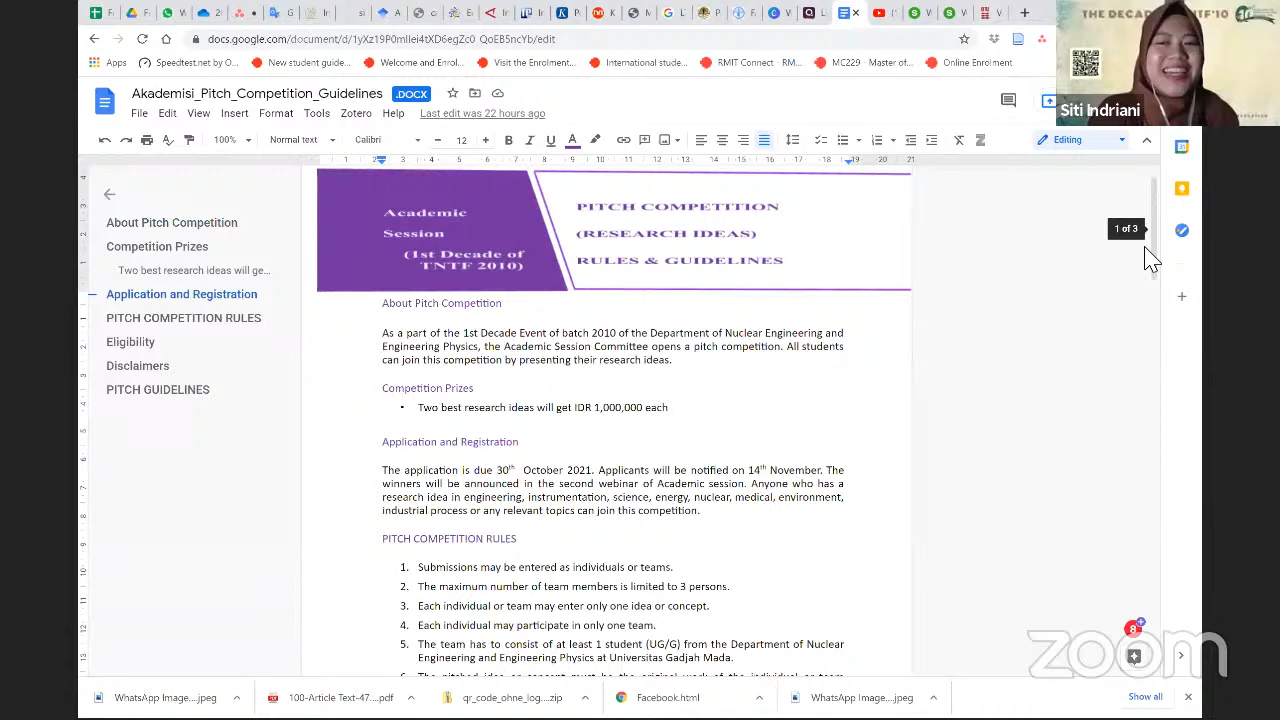 docs.google.com/document/d/1yXz19P0mIIei4tXD6egZc0_QoEB5ncYb/edit
Apps
Speedtest.net by O...
New student guide...
Welcome and Enrol...
Visit the Enrolment...
International stude...
RMIT Connect - RM...
MC229 - Master of...
Online Enrolment
THE DECADE
Siti Indriani
Akademisi_Pitch_Competition_Guidelines
.DOCX
File Edit View Insert Format Tools Zotero Help
Last edit was 22 hours ago
100%
Normal text
Calibri
12
Editing
Academic
Session
(1st Decade of
TNTF 2010)
PITCH COMPETITION
(RESEARCH IDEAS)
RULES & GUIDELINES
1 of 3
About Pitch Competition
Competition Prizes
Two best research ideas will ge...
Application and Registration
PITCH COMPETITION RULES
Eligibility
Disclaimers
PITCH GUIDELINES
About Pitch Competition
As a part of the 1st Decade Event of batch 2010 of the Department of Nuclear Engineering and
Engineering Physics, the Academic Session Committee opens a pitch competition. All students
can join this competition by presenting their research ideas.
Competition Prizes
• Two best research ideas will get IDR 1,000,000 each
Application and Registration
The application is due 30th October 2021. Applicants will be notified on 14th November. The
winners will be announced in the second webinar of Academic session. Anyone who has a
research idea in engineering, instrumentation, science, energy, nuclear, medical, environment,
industrial process or any relevant topics can join this competition.
PITCH COMPETITION RULES
1. Submissions may be entered as individuals or teams.
2. The maximum number of team members is limited to 3 persons.
3. Each individual or team may enter only one idea or concept.
4. Each individual may participate in only one team.
5. The team has to consist of at least 1 student (UG/G) from the Department of Nuclear
Engineering and Engineering Physics at Universitas Gadjah Mada.
8
zoom
WhatsApp Image....jpeg
100-Article Text-47....pdf
qr_code_ohne_log....zip
Facebook.html
WhatsApp Image....jpeg
Show all